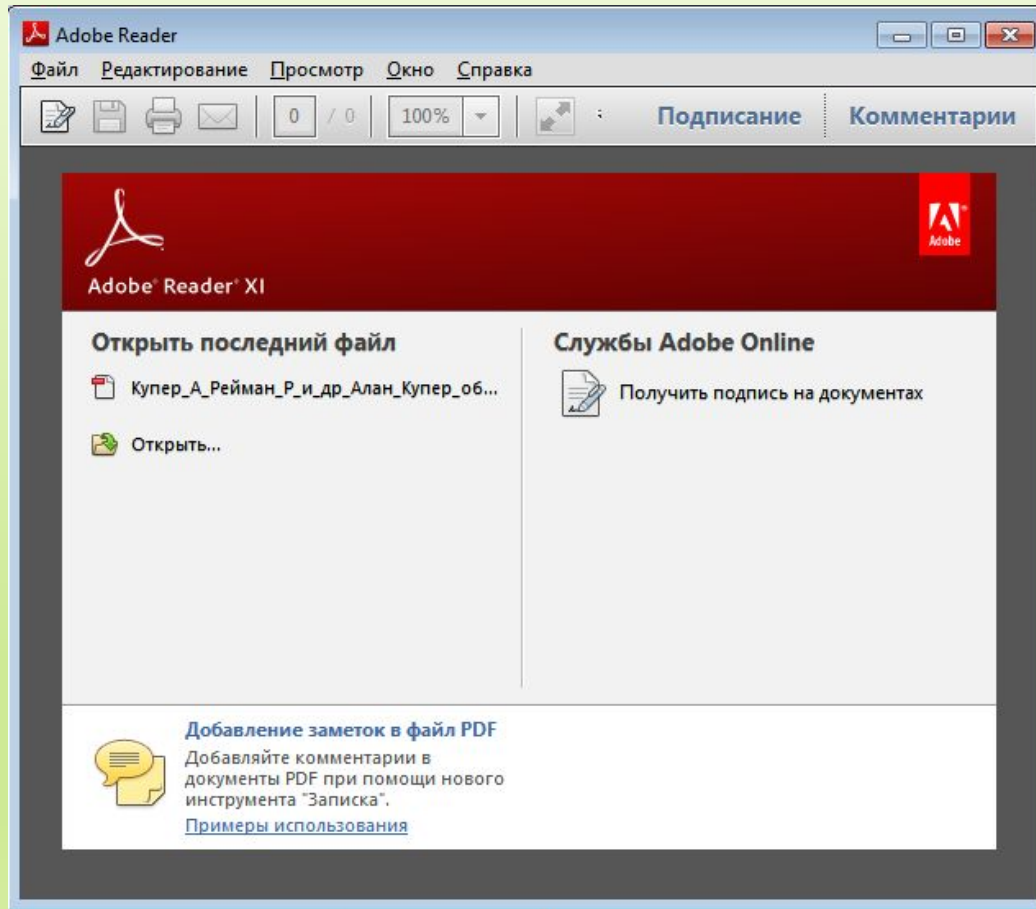 Adobe Reader
Файл Редактирование Просмотр Окно Справка
0 / 0 100% Подписание Комментарии
Adobe
Adobe® Reader® XI
Открыть последний файл
Купер_А_Рейман_Р_и_др_Алан_Купер_об...
Открыть...
Службы Adobe Online
Получить подпись на документах
Добавление заметок в файл PDF
Добавляйте комментарии в
документы PDF при помощи нового
инструмента "Записка".
Примеры использования